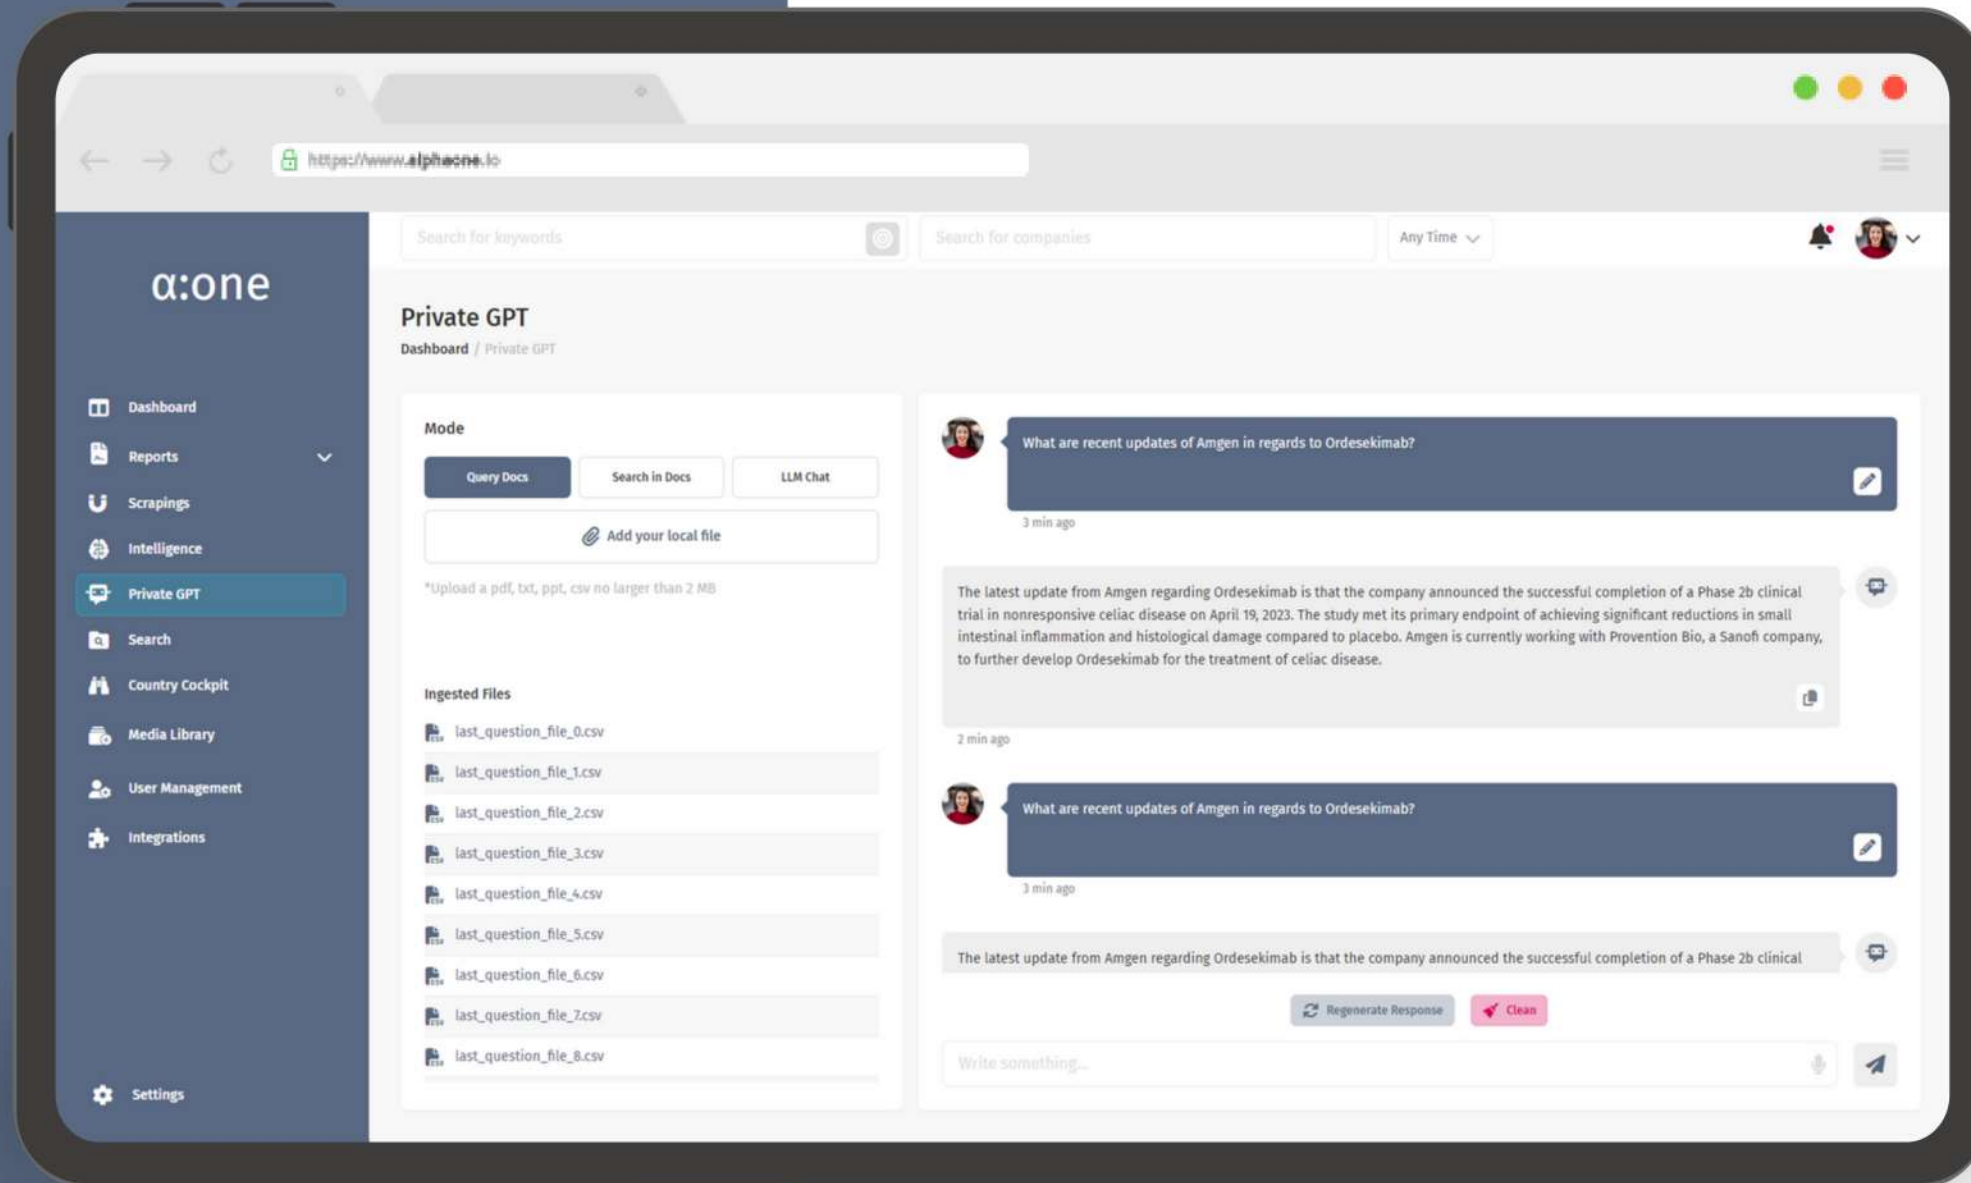 https://www.alphaone.io
Search for keywords
Search for companies
Any Time
α:one
Private GPT
Dashboard / Private GPT
Dashboard
Reports
Scrapings
Intelligence
Private GPT
Search
Country Cockpit
Media Library
User Management
Integrations
Settings
Mode
Query Docs
Search in Docs
LLM Chat
Add your local file
*Upload a pdf, txt, ppt, csv no larger than 2 MB
Ingested Files
last_question_file_0.csv
last_question_file_1.csv
last_question_file_2.csv
last_question_file_3.csv
last_question_file_4.csv
last_question_file_5.csv
last_question_file_6.csv
last_question_file_7.csv
last_question_file_8.csv
What are recent updates of Amgen in regards to Ordesekimab?
3 min ago
The latest update from Amgen regarding Ordesekimab is that the company announced the successful completion of a Phase 2b clinical
trial in nonresponsive celiac disease on April 19, 2023. The study met its primary endpoint of achieving significant reductions in small
intestinal inflammation and histological damage compared to placebo. Amgen is currently working with Provention Bio, a Sanofi company,
to further develop Ordesekimab for the treatment of celiac disease.
2 min ago
What are recent updates of Amgen in regards to Ordesekimab?
3 min ago
The latest update from Amgen regarding Ordesekimab is that the company announced the successful completion of a Phase 2b clinical
Regenerate Response
Clean
Write something...